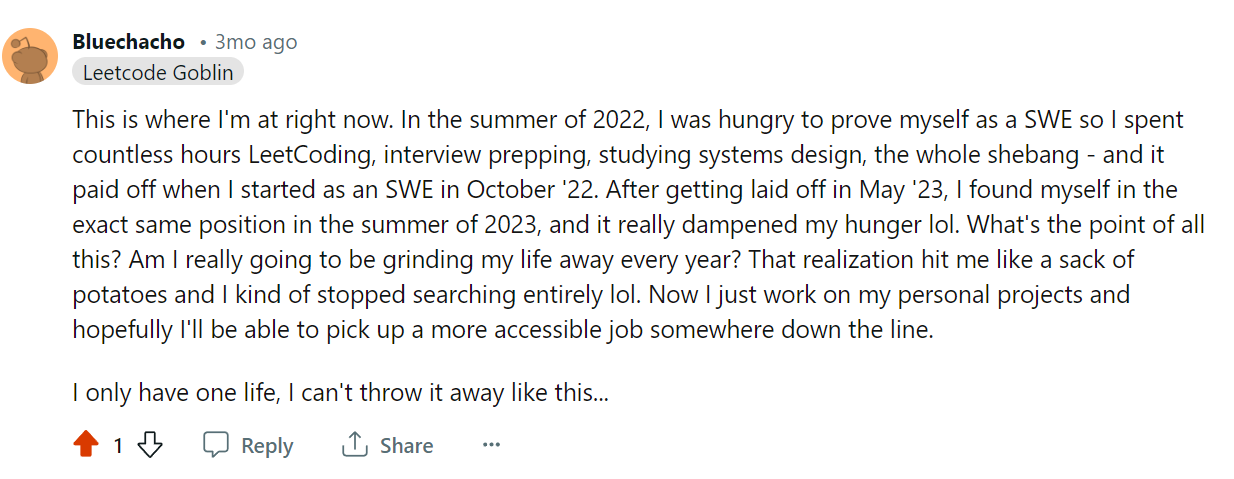 Bluechacho • 3mo ago
Leetcode Goblin
This is where I'm at right now. In the summer of 2022, I was hungry to prove myself as a SWE so I spent
countless hours LeetCoding, interview prepping, studying systems design, the whole shebang - and it
paid off when I started as an SWE in October '22. After getting laid off in May '23, I found myself in the
exact same position in the summer of 2023, and it really dampened my hunger lol. What's the point of all
this? Am I really going to be grinding my life away every year? That realization hit me like a sack of
potatoes and I kind of stopped searching entirely lol. Now I just work on my personal projects and
hopefully I'll be able to pick up a more accessible job somewhere down the line.
I only have one life, I can't throw it away like this...
1 Reply Share ...